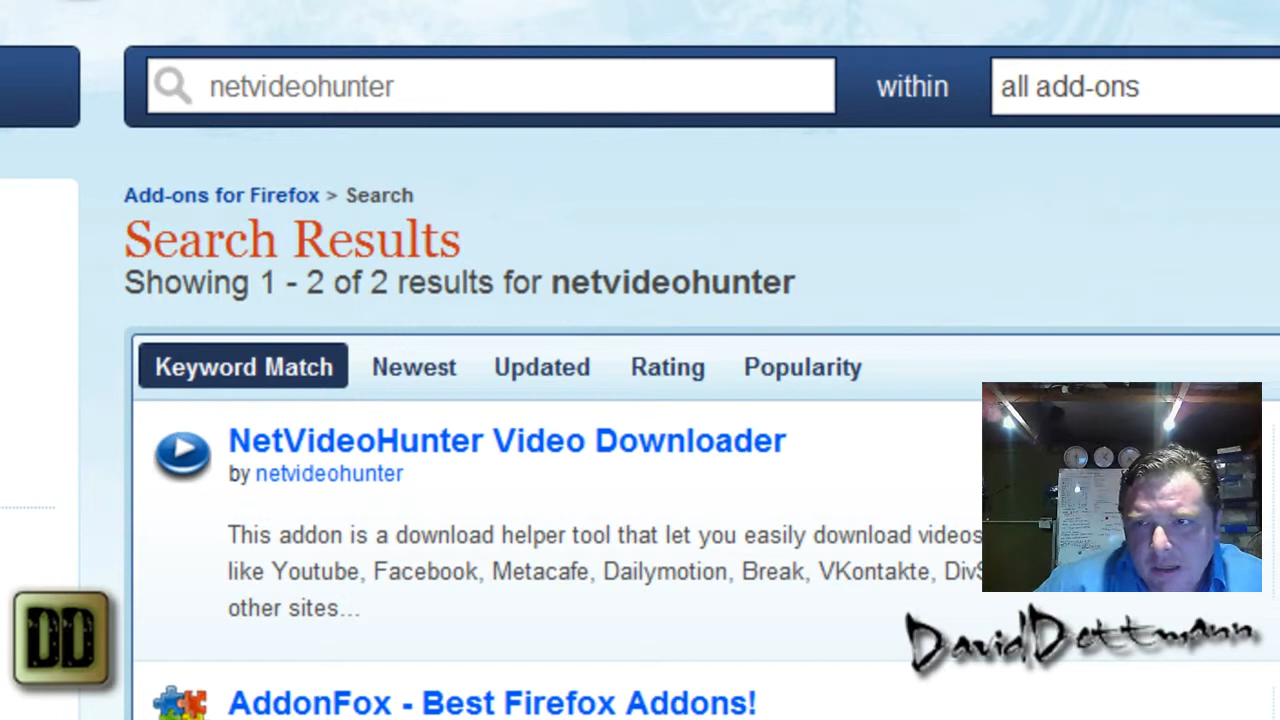 netvideohunter within all add-ons
Add-ons for Firefox > Search
Search Results
Showing 1 - 2 of 2 results for netvideohunter
Keyword Match Newest Updated Rating Popularity
NetVideoHunter Video Downloader
by netvideohunter
This addon is a download helper tool that let you easily download videos
like Youtube, Facebook, Metacafe, Dailymotion, Break, VKontakte, Div
other sites...
DD
DavidDettmann
AddonFox - Best Firefox Addons!